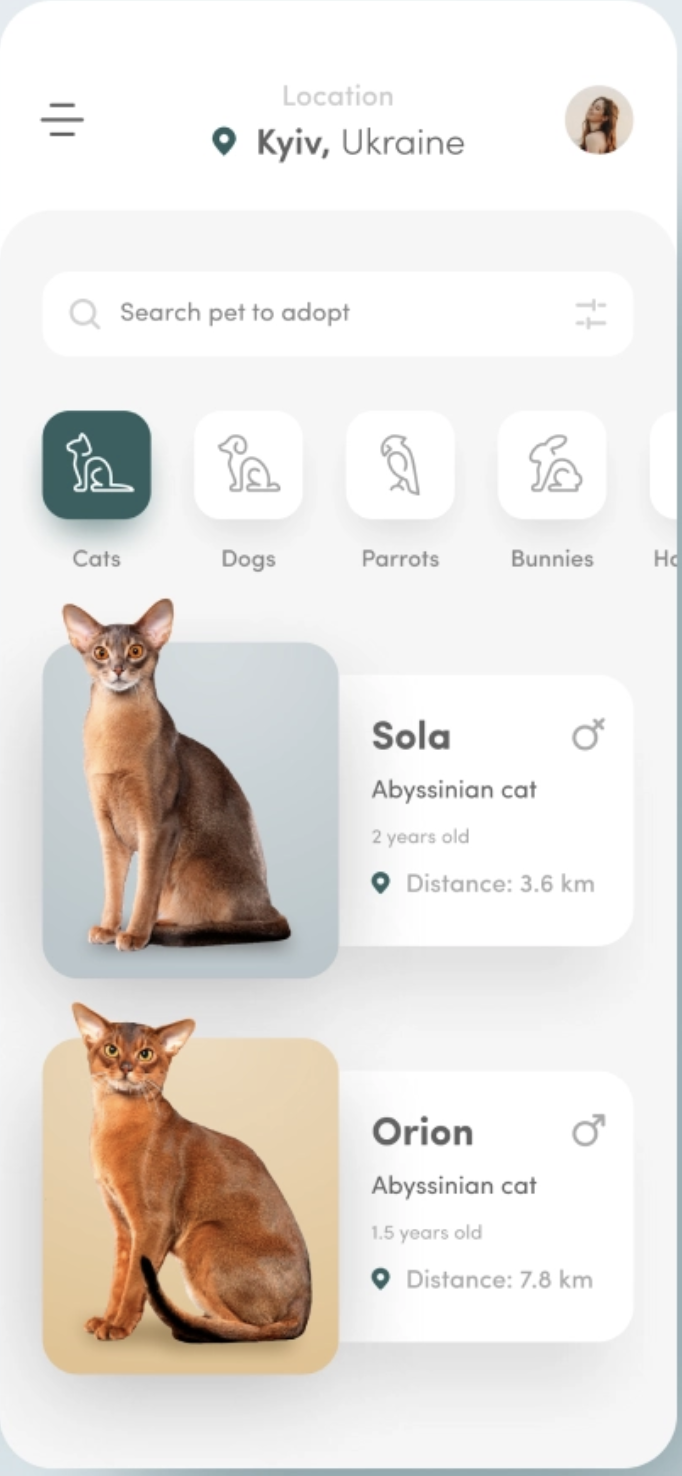 Location
Kyiv, Ukraine
Search pet to adopt
Cats Dogs Parrots Bunnies
Sola
Abyssinian cat
2 years old
Distance: 3.6 km
Orion
Abyssinian cat
1.5 years old
Distance: 7.8 km